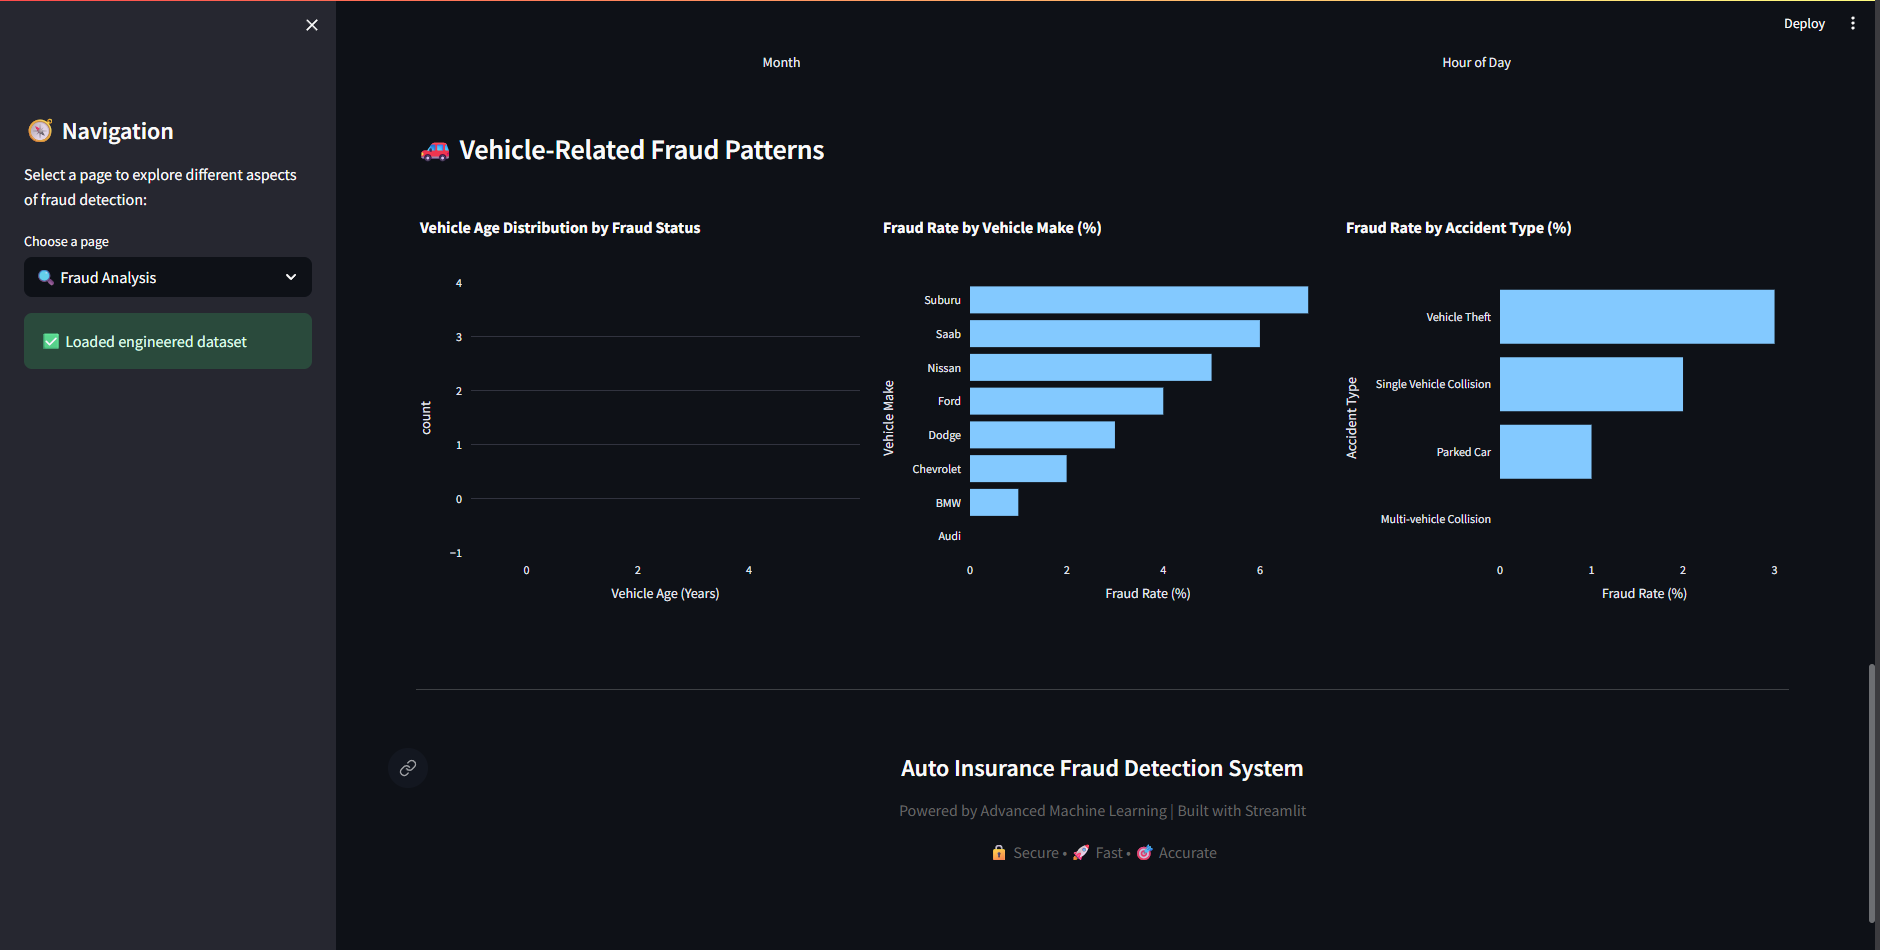 Deploy
Month
Hour of Day
Navigation
Select a page to explore different aspects
of fraud detection:
Choose a page
Fraud Analysis
Loaded engineered dataset
Vehicle-Related Fraud Patterns
Vehicle Age Distribution by Fraud Status
4
3
2
1
0
−1
count
0
2
4
Vehicle Age (Years)
Fraud Rate by Vehicle Make (%)
Suburu
Saab
Nissan
Ford
Dodge
Chevrolet
BMW
Audi
Vehicle Make
0
2
4
6
Fraud Rate (%)
Fraud Rate by Accident Type (%)
Vehicle Theft
Single Vehicle Collision
Parked Car
Multi-vehicle Collision
Accident Type
0
1
2
3
Fraud Rate (%)
Auto Insurance Fraud Detection System
Powered by Advanced Machine Learning | Built with Streamlit
Secure • Fast • Accurate